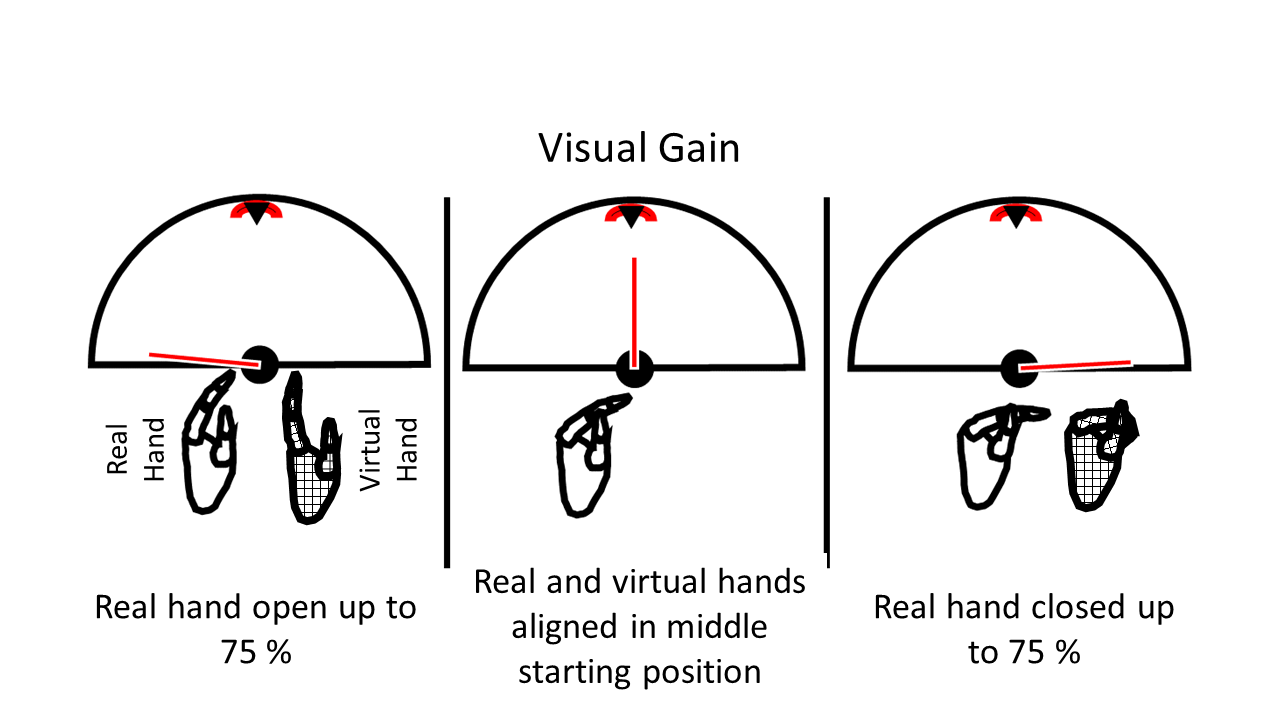 Visual Gain
Real
Hand
Virtual
Hand
Real hand open up to
75 %
Real and virtual hands
aligned in middle
starting position
Real hand closed up
to 75 %